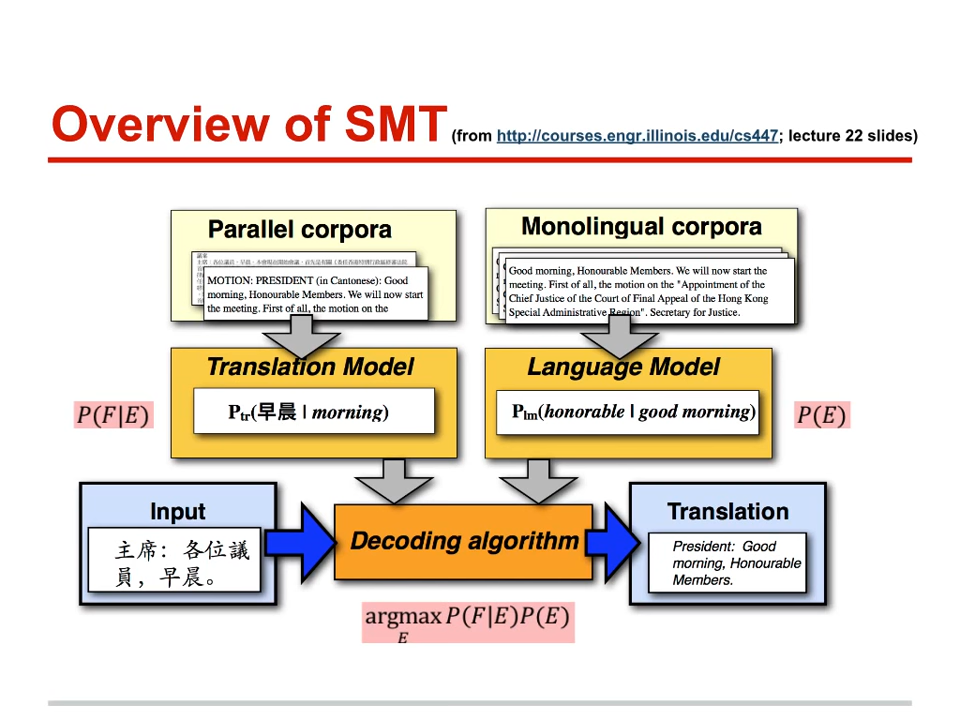 Overview of SMT (from http://courses.engr.illinois.edu/cs447; lecture 22 slides)
Parallel corpora
MOTION: PRESIDENT (in Cantonese): Good
morning, Honourable Members. We will now start
the meeting. First of all, the motion on the
Monolingual corpora
Good morning, Honourable Members. We will now start the
meeting. First of all, the motion on the "Appointment of the
Chief Justice of the Court of Final Appeal of the Hong Kong
Special Administrative Region". Secretary for Justice.
Translation Model
Ptr(早晨 | morning)
P(F|E)
Language Model
Plm(honorable | good morning)
P(E)
Input
主席: 各位議
員, 早晨。
Decoding algorithm
argmax P(F|E)P(E)
E
Translation
President: Good
morning, Honourable
Members.